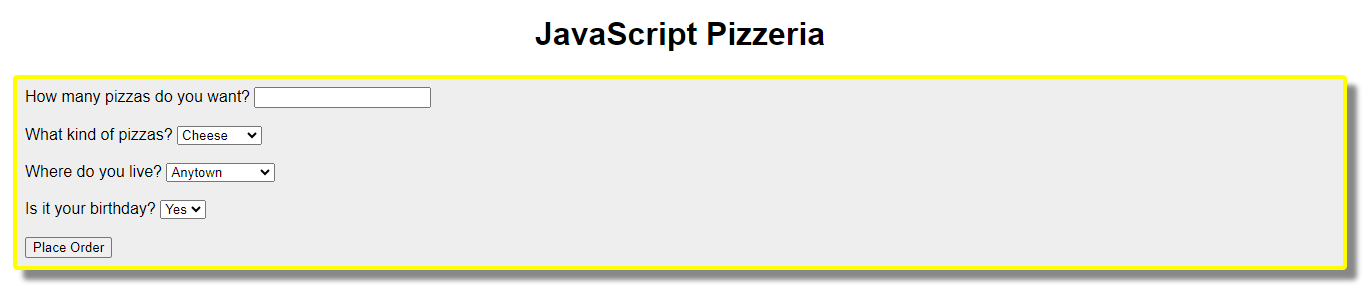 JavaScript Pizzeria
How many pizzas do you want?
What kind of pizzas? Cheese
Where do you live? Anytown
Is it your birthday? Yes
Place Order